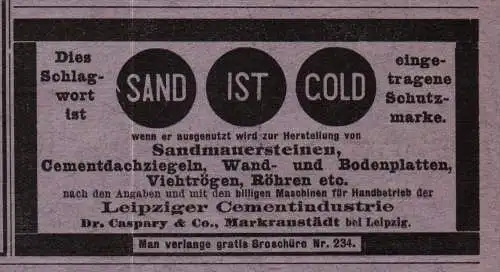 Dies
Schlag-
wort
ist
SAND IST GOLD
einge-
tragene
Schutz-
marke.
wenn er ausgenutzt wird zur Herstellung von
Sandmauersteinen,
Cementdachziegeln, Wand- und Bodenplatten,
Viehtrögen, Röhren etc.
nach den Angaben und mit den billigen Maschinen für Handbetrieb der
Leipziger Cementindustrie
Dr. Caspary & Co., Markranstädt bei Leipzig.
Man verlange gratis Broschüre Nr. 234.